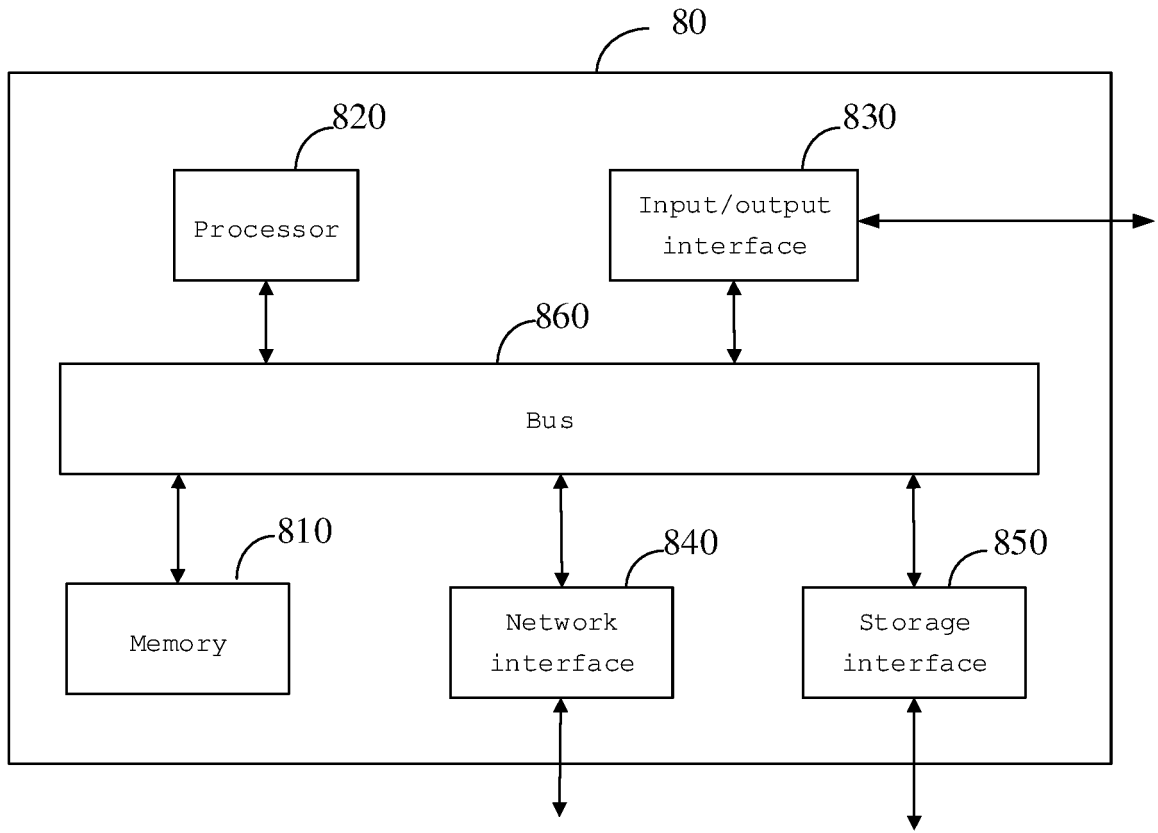 80
820
830
Processor
Input/output
interface
860
Bus
810
840
850
Memory
Network
interface
Storage
interface